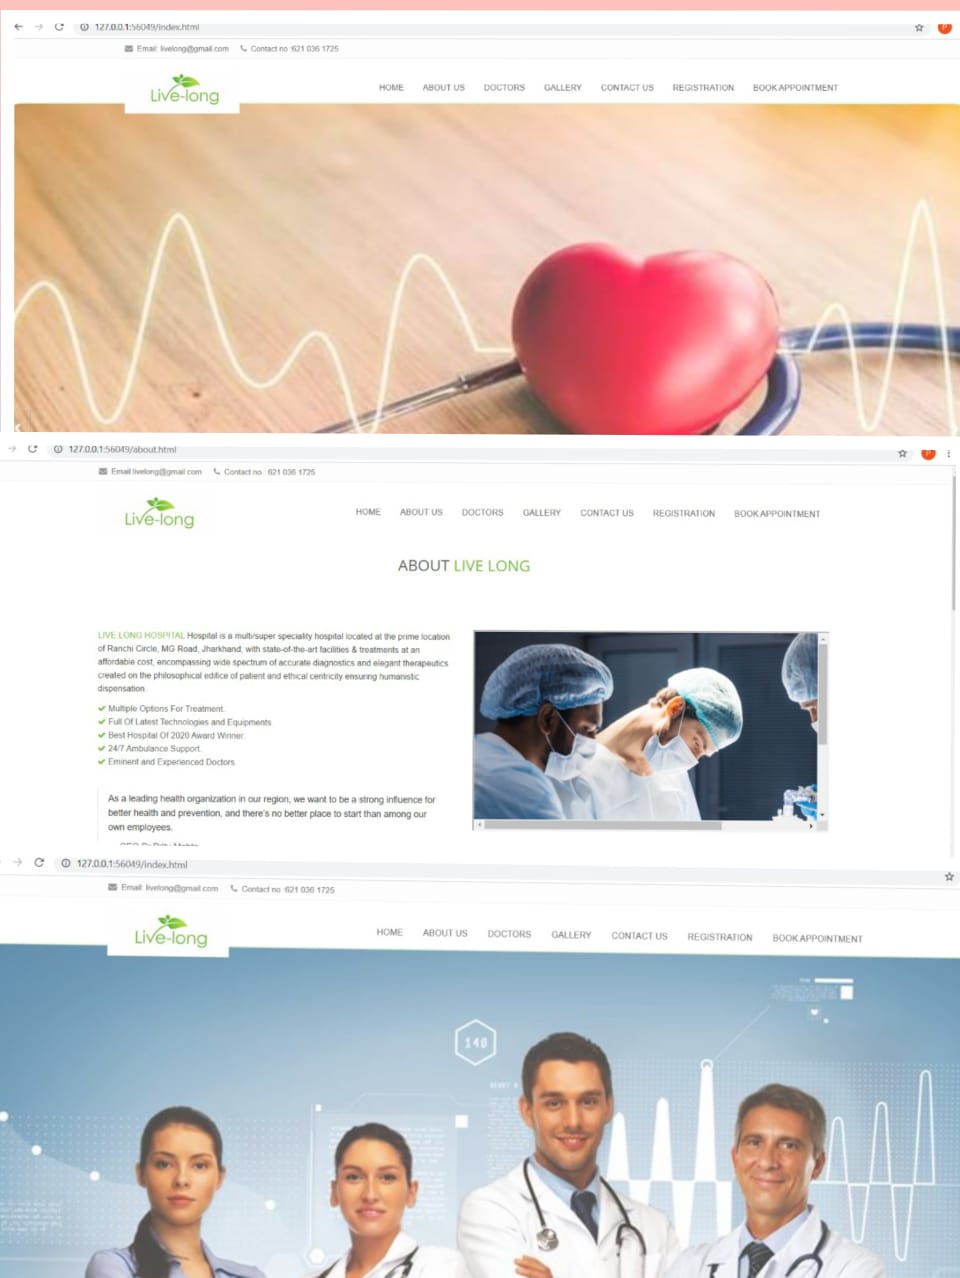 127.0.0.1:56049/index.html
Email: livelong@gmail.com Contact no :621 036 1725
Live-long
HOME ABOUT US DOCTORS GALLERY CONTACT US REGISTRATION BOOK APPOINTMENT
127.0.0.1:56049/about.html
Email:livelong@gmail.com Contact no : 621 036 1725
Live-long
HOME ABOUT US DOCTORS GALLERY CONTACT US REGISTRATION BOOK APPOINTMENT
ABOUT LIVE LONG
LIVE LONG HOSPITAL Hospital is a multi/super speciality hospital located at the prime location
of Ranchi Circle, MG Road, Jharkhand, with state-of-the-art facilities & treatments at an
affordable cost, encompassing wide spectrum of accurate diagnostics and elegant therapeutics
created on the philosophical edifice of patient and ethical centricity ensuring humanistic
dispensation.
Multiple Options For Treatment.
Full Of Latest Technologies and Equipments
Best Hospital Of 2020 Award Winner.
24/7 Ambulance Support.
Eminent and Experienced Doctors
As a leading health organization in our region, we want to be a strong influence for
better health and prevention, and there's no better place to start than among our
own employees.
127.0.0.1:56049/index.html
Email: livelong@gmail.com Contact no :621 036 1725
Live-long
HOME ABOUT US DOCTORS GALLERY CONTACT US REGISTRATION BOOK APPOINTMENT
140